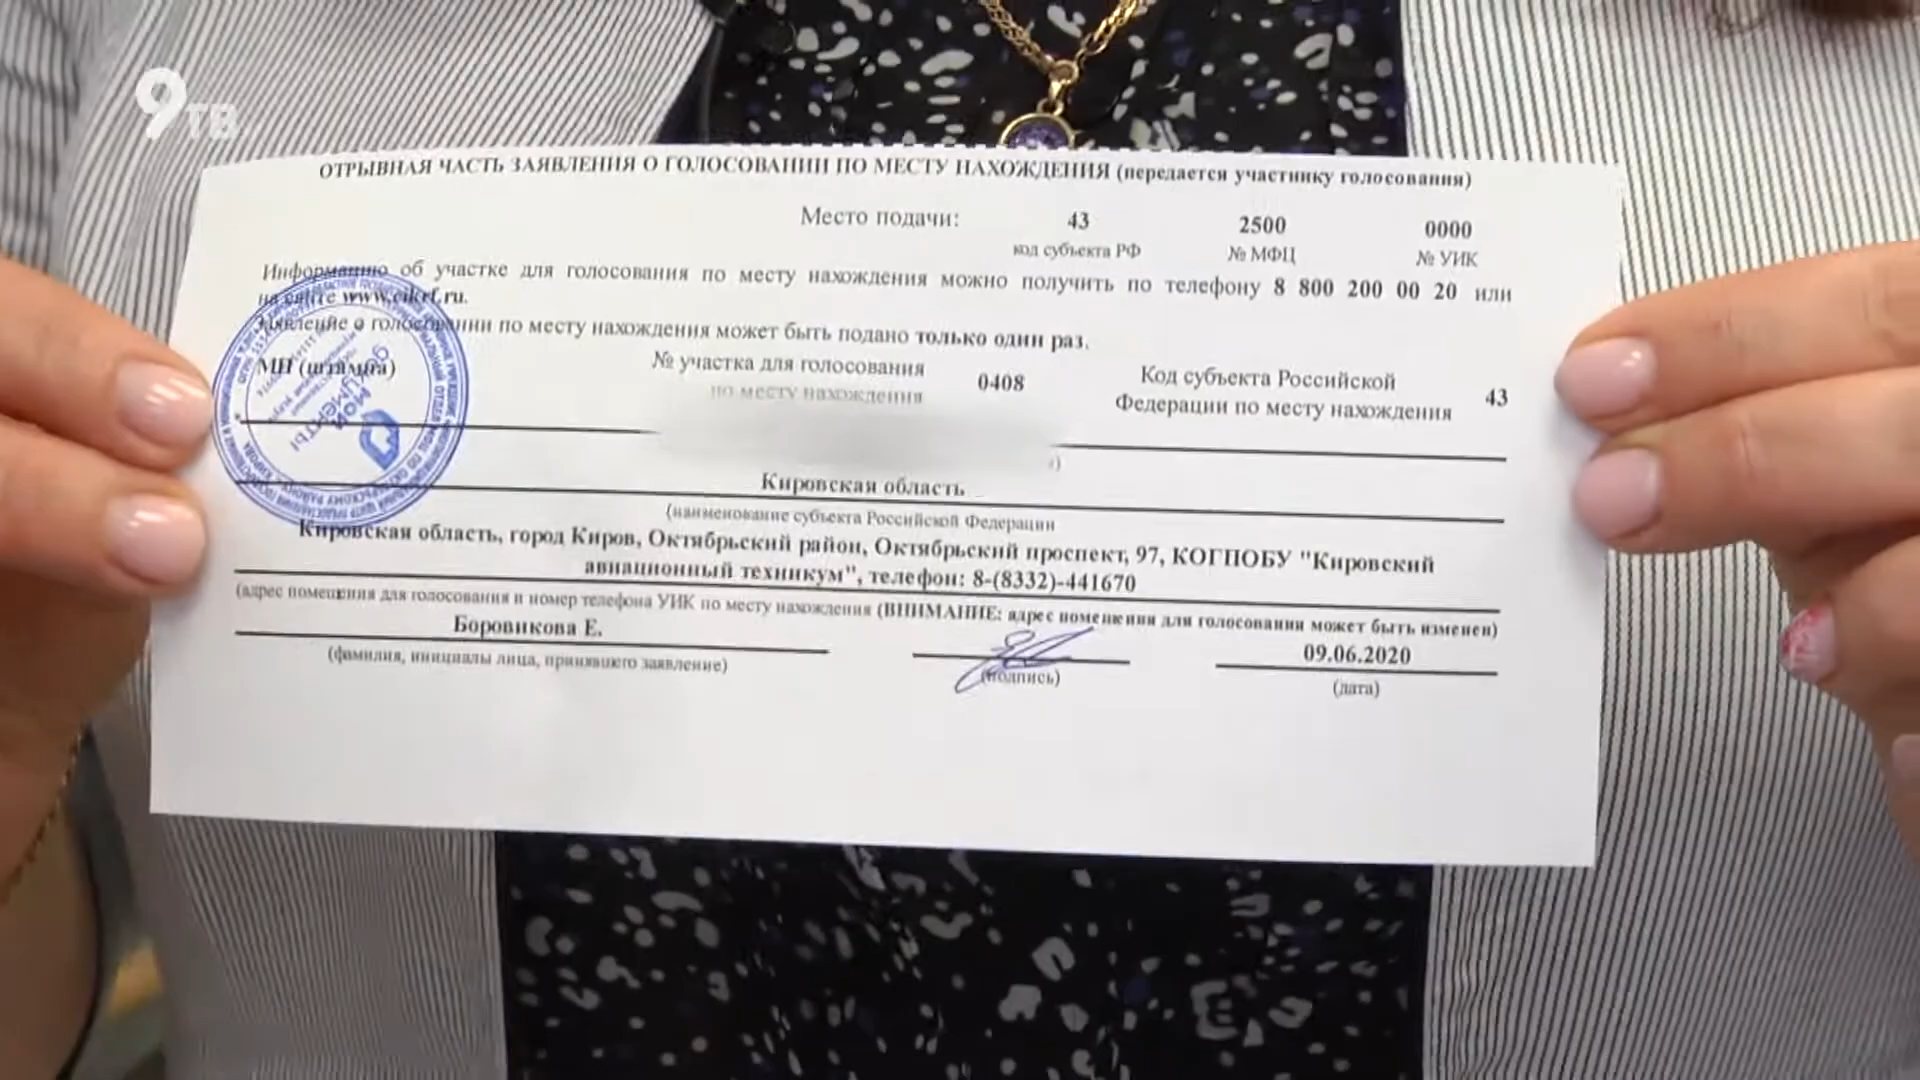 9ТВ
ОТРЫВНАЯ ЧАСТЬ ЗАЯВЛЕНИЯ О ГОЛОСОВАНИИ ПО МЕСТУ НАХОЖДЕНИЯ (передается участнику голосования)
Место подачи: 43 2500 0000
код субъекта РФ № МФЦ № УИК
Информацию об участке для голосования по месту нахождения можно получить по телефону 8 800 200 00 20 или
на сайте www.cikrf.ru.
Заявление о голосовании по месту нахождения может быть подано только один раз.
МП (штампа)
№ участка для голосования
по месту нахождения
0408
Код субъекта Российской
Федерации по месту нахождения
43
МОИ ДОКУМЕНТЫ
Кировская область
(наименование субъекта Российской Федерации
Кировская область, город Киров, Октябрьский район, Октябрьский проспект, 97, КОГПОБУ "Кировский
авиационный техникум", телефон: 8-(8332)-441670
(адрес помещения для голосования и номер телефона УИК по месту нахождения (ВНИМАНИЕ: адрес помещения для голосования может быть изменен)
Боровикова Е.
09.06.2020
(фамилия, инициалы лица, принявшего заявление)
(подпись)
(дата)